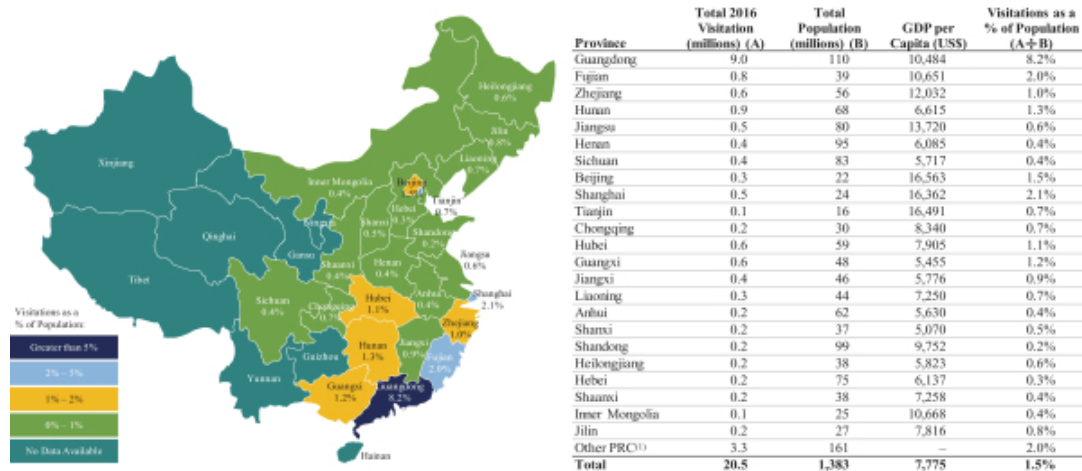 Heilongjiang
0.6%
Jilin
0.8%
Liaoning
0.7%
Xinjiang
Inner Mongolia
0.4%
Beijing
Tianjin
0.7%
Hebei
0.3%
Shanxi
0.5%
Shandong
0.2%
Ningxia
Qinghai
Gansu
Jiangsu
0.6%
Shaanxi
0.4%
Henan
0.4%
Tibet
Anhui
0.4%
Shanghai
2.1%
Sichuan
0.4%
Chongqing
0.7%
Hubei
1.1%
Zhejiang
1.0%
Hunan
1.3%
Jiangxi
0.9%
Fujian
2.0%
Guizhou
Yunnan
Guangxi
1.2%
Guangdong
8.2%
Hainan
Visitations as a
% of Population:
Greater than 5%
2% – 5%
1% – 2%
0% – 1%
No Data Available
Province Total 2016 Visitation (millions) (A) Total Population (millions) (B) GDP per Capita (US$) Visitations as a % of Population (A÷B)
Guangdong 9.0 110 10,484 8.2%
Fujian 0.8 39 10,651 2.0%
Zhejiang 0.6 56 12,032 1.0%
Hunan 0.9 68 6,615 1.3%
Jiangsu 0.5 80 13,720 0.6%
Henan 0.4 95 6,085 0.4%
Sichuan 0.4 83 5,717 0.4%
Beijing 0.3 22 16,563 1.5%
Shanghai 0.5 24 16,362 2.1%
Tianjin 0.1 16 16,491 0.7%
Chongqing 0.2 30 8,340 0.7%
Hubei 0.6 59 7,905 1.1%
Guangxi 0.6 48 5,455 1.2%
Jiangxi 0.4 46 5,776 0.9%
Liaoning 0.3 44 7,250 0.7%
Anhui 0.2 62 5,630 0.4%
Shanxi 0.2 37 5,070 0.5%
Shandong 0.2 99 9,752 0.2%
Heilongjiang 0.2 38 5,823 0.6%
Hebei 0.2 75 6,137 0.3%
Shaanxi 0.2 38 7,258 0.4%
Inner Mongolia 0.1 25 10,668 0.4%
Jilin 0.2 27 7,816 0.8%
Other PRC(1) 3.3 161 – 2.0%
Total 20.5 1,383 7,775 1.5%